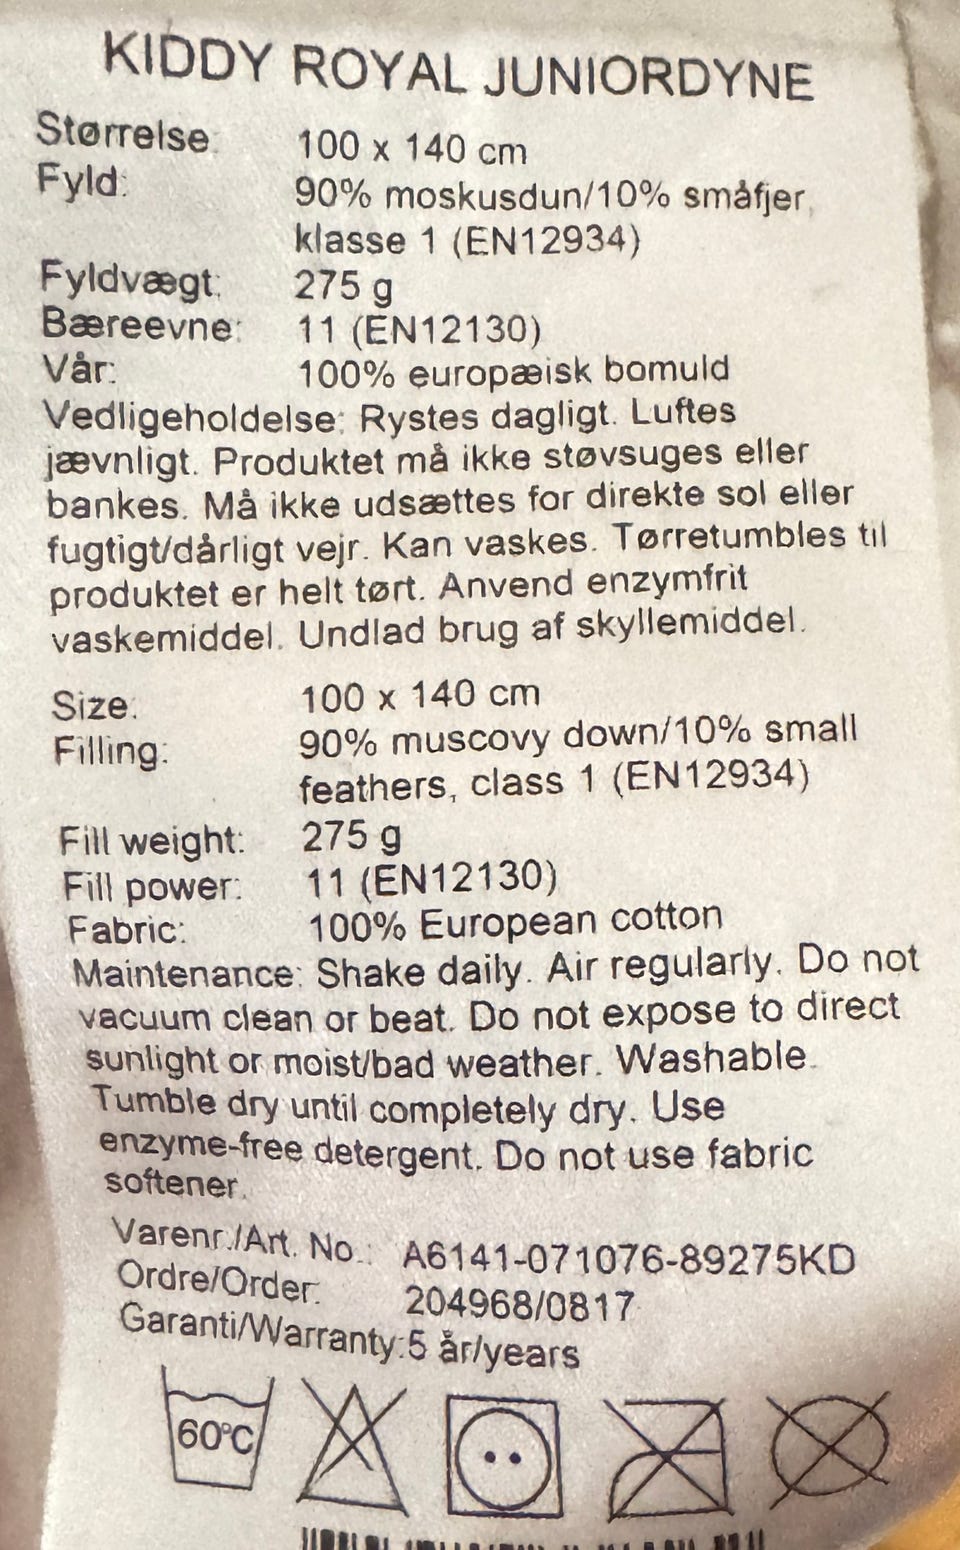 KIDDY ROYAL JUNIORDYNE
Størrelse: 100 x 140 cm
Fyld: 90% moskusdun/10% småfjer,
klasse 1 (EN12934)
Fyldvægt: 275 g
Bæreevne: 11 (EN12130)
Vår: 100% europæisk bomuld
Vedligeholdelse: Rystes dagligt. Luftes
jævnligt. Produktet må ikke støvsuges eller
bankes. Må ikke udsættes for direkte sol eller
fugtigt/dårligt vejr. Kan vaskes. Tørretumbles til
produktet er helt tørt. Anvend enzymfrit
vaskemiddel. Undlad brug af skyllemiddel.
Size: 100 x 140 cm
Filling: 90% muscovy down/10% small
feathers, class 1 (EN12934)
Fill weight: 275 g
Fill power: 11 (EN12130)
Fabric: 100% European cotton
Maintenance: Shake daily. Air regularly. Do not
vacuum clean or beat. Do not expose to direct
sunlight or moist/bad weather. Washable.
Tumble dry until completely dry. Use
enzyme-free detergent. Do not use fabric
softener.
Varenr./Art. No.: A6141-071076-89275KD
Ordre/Order: 204968/0817
Garanti/Warranty: 5 år/years
60°C